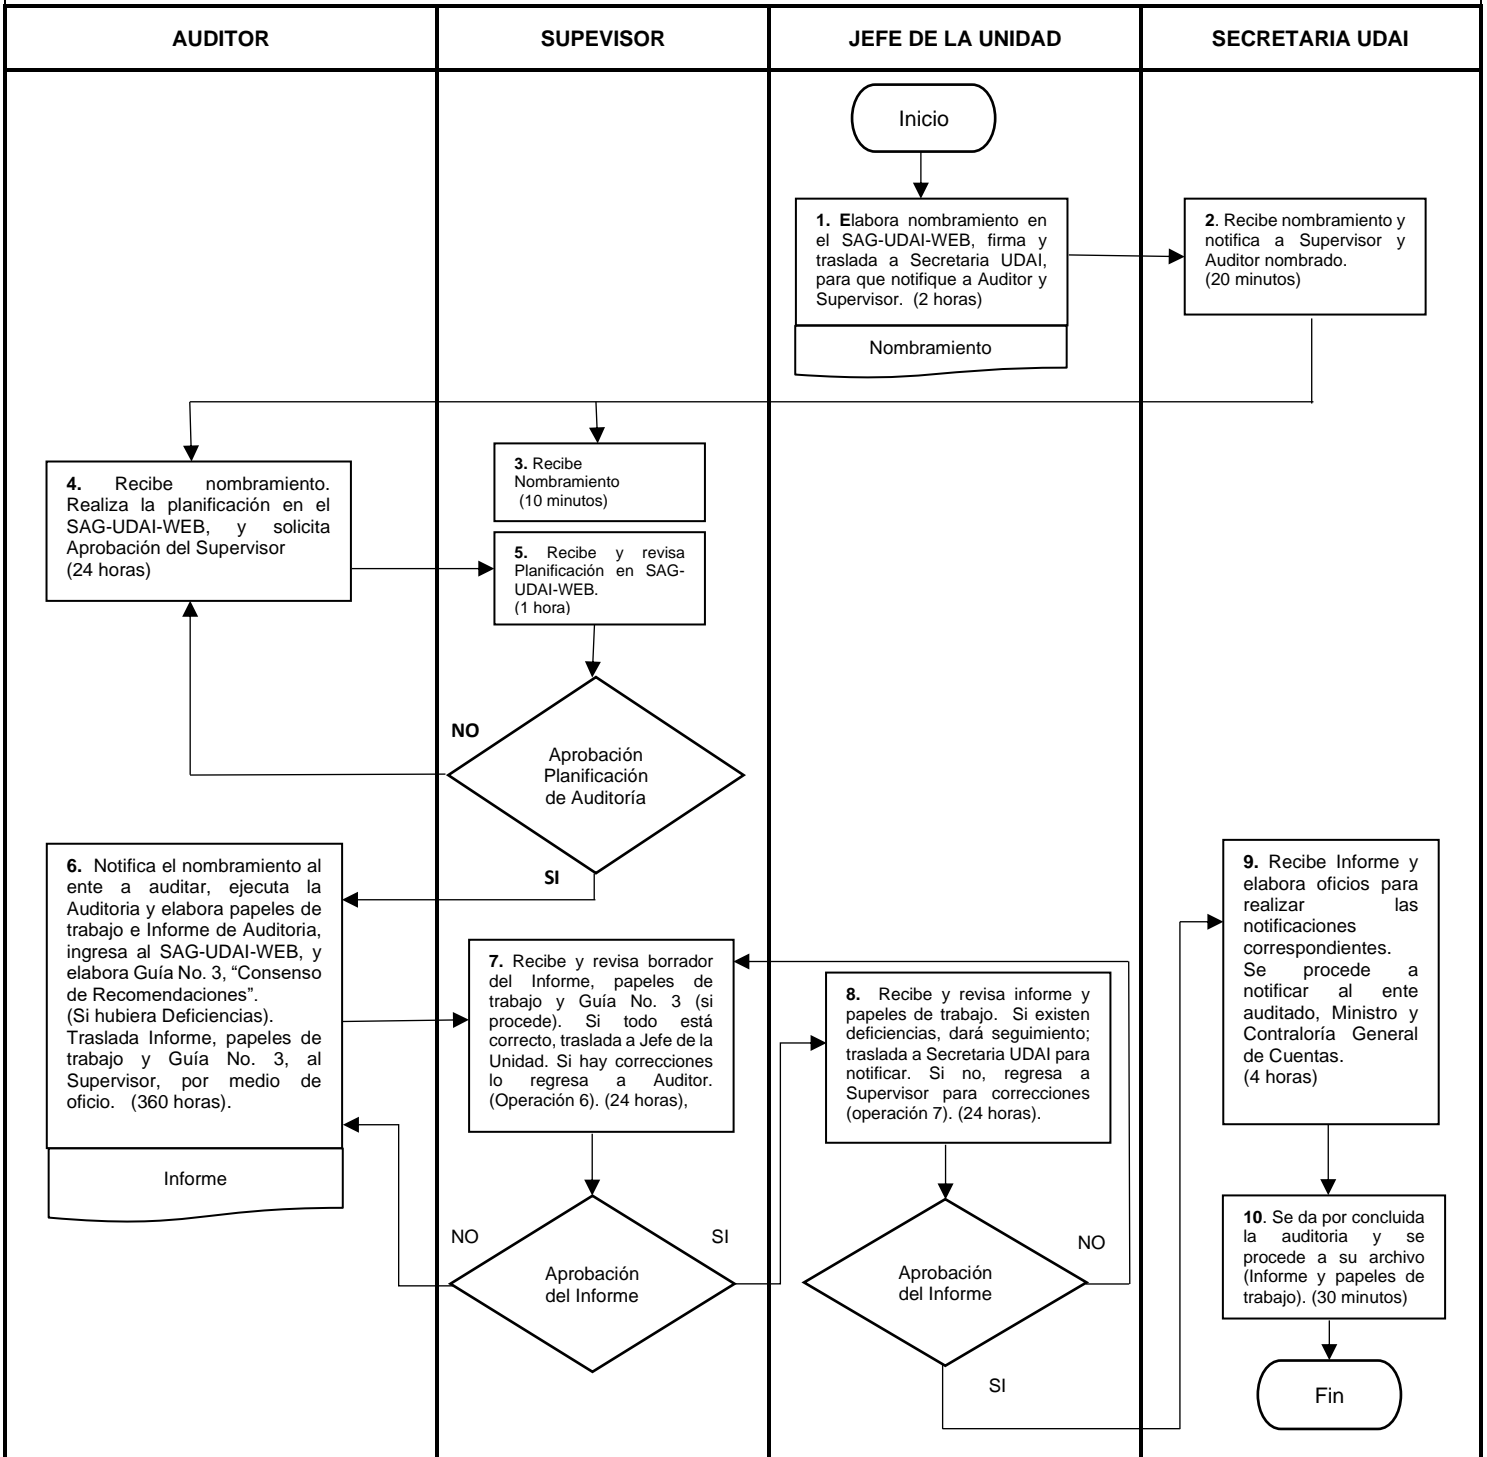 AUDITOR
SUPEVISOR
JEFE DE LA UNIDAD
SECRETARIA UDAI
Inicio
1. Elabora nombramiento en
el SAG-UDAI-WEB, firma y
traslada a Secretaria UDAI,
para que notifique a Auditor y
Supervisor. (2 horas)
Nombramiento
2. Recibe nombramiento y
notifica a Supervisor y
Auditor nombrado.
(20 minutos)
3. Recibe
Nombramiento
(10 minutos)
4. Recibe nombramiento.
Realiza la planificación en el
SAG-UDAI-WEB, y solicita
Aprobación del Supervisor
(24 horas)
5. Recibe y revisa
Planificación en SAG-
UDAI-WEB.
(1 hora)
NO
Aprobación
Planificación
de Auditoría
SI
6. Notifica el nombramiento al
ente a auditar, ejecuta la
Auditoria y elabora papeles de
trabajo e Informe de Auditoria,
ingresa al SAG-UDAI-WEB, y
elabora Guía No. 3, “Consenso
de Recomendaciones”.
(Si hubiera Deficiencias).
Traslada Informe, papeles de
trabajo y Guía No. 3, al
Supervisor, por medio de
oficio. (360 horas).
Informe
7. Recibe y revisa borrador
del Informe, papeles de
trabajo y Guía No. 3 (si
procede). Si todo está
correcto, traslada a Jefe de la
Unidad. Si hay correcciones
lo regresa a Auditor.
(Operación 6). (24 horas),
NO
SI
Aprobación
del Informe
8. Recibe y revisa informe y
papeles de trabajo. Si existen
deficiencias, dará seguimiento;
traslada a Secretaria UDAI para
notificar. Si no, regresa a
Supervisor para correcciones
(operación 7). (24 horas).
NO
Aprobación
del Informe
SI
9. Recibe Informe y
elabora oficios para
realizar las
notificaciones
correspondientes.
Se procede a
notificar al ente
auditado, Ministro y
Contraloría General
de Cuentas.
(4 horas)
10. Se da por concluida
la auditoria y se
procede a su archivo
(Informe y papeles de
trabajo). (30 minutos)
Fin